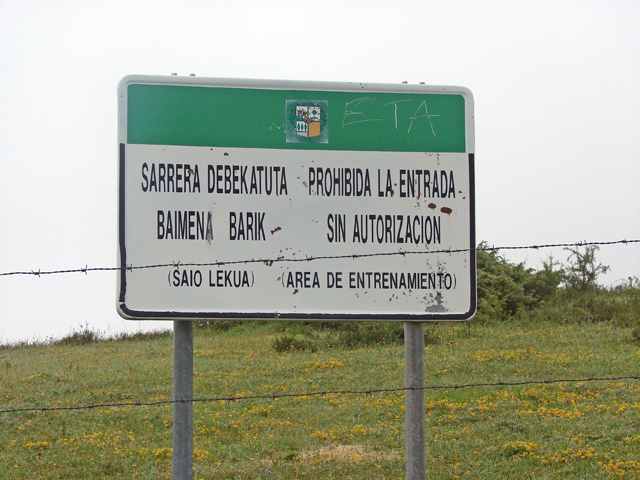 ETA
SARRERA DEBEKATUTA PROHIBIDA LA ENTRADA
BAIMENA BARIK SIN AUTORIZACION
(SAIO LEKUA) (AREA DE ENTRENAMIENTO)